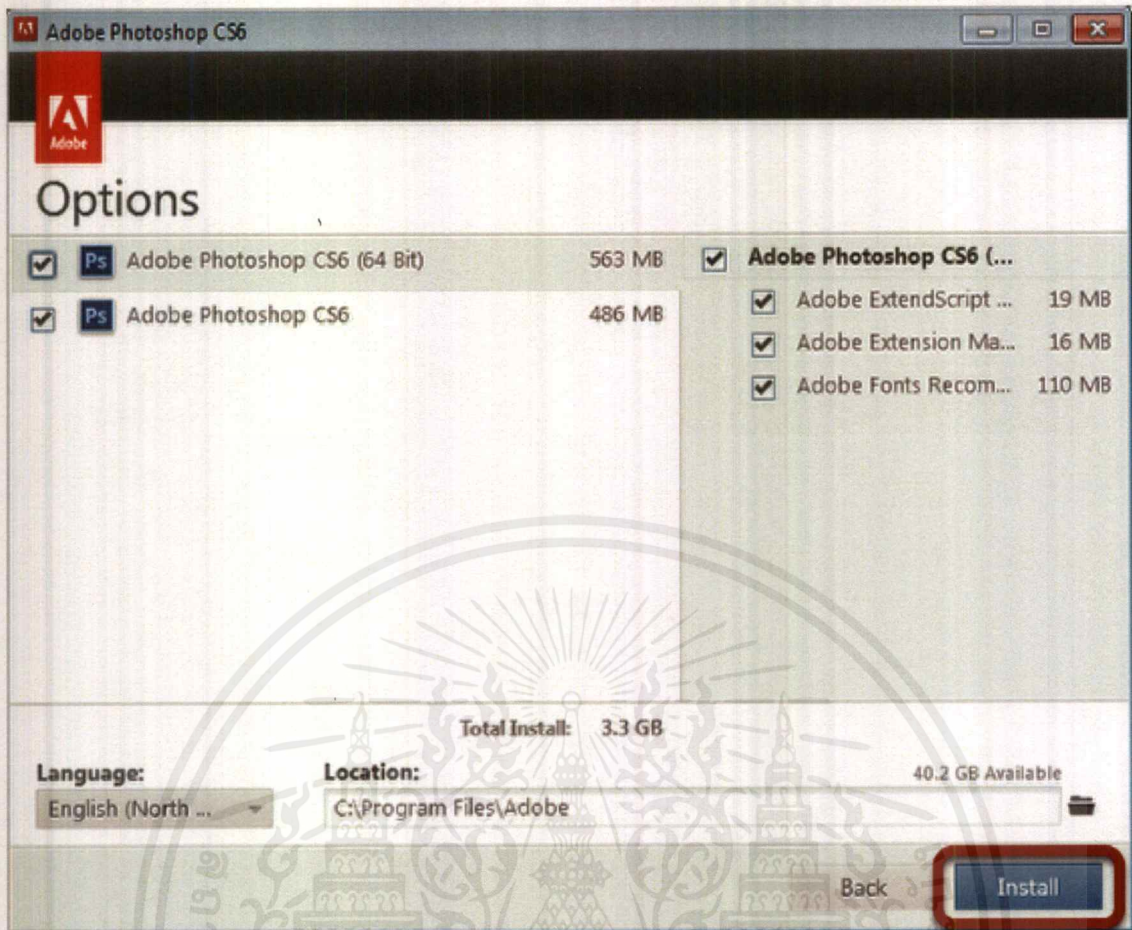 Adobe Photoshop CS6
Adobe
Options
Ps Adobe Photoshop CS6 (64 Bit) 563 MB
Ps Adobe Photoshop CS6 486 MB
Adobe Photoshop CS6 (...
Adobe ExtendScript ... 19 MB
Adobe Extension Ma... 16 MB
Adobe Fonts Recom... 110 MB
Total Install: 3.3 GB
Language:
English (North ...
Location:
40.2 GB Available
C:\Program Files\Adobe
Back
Install